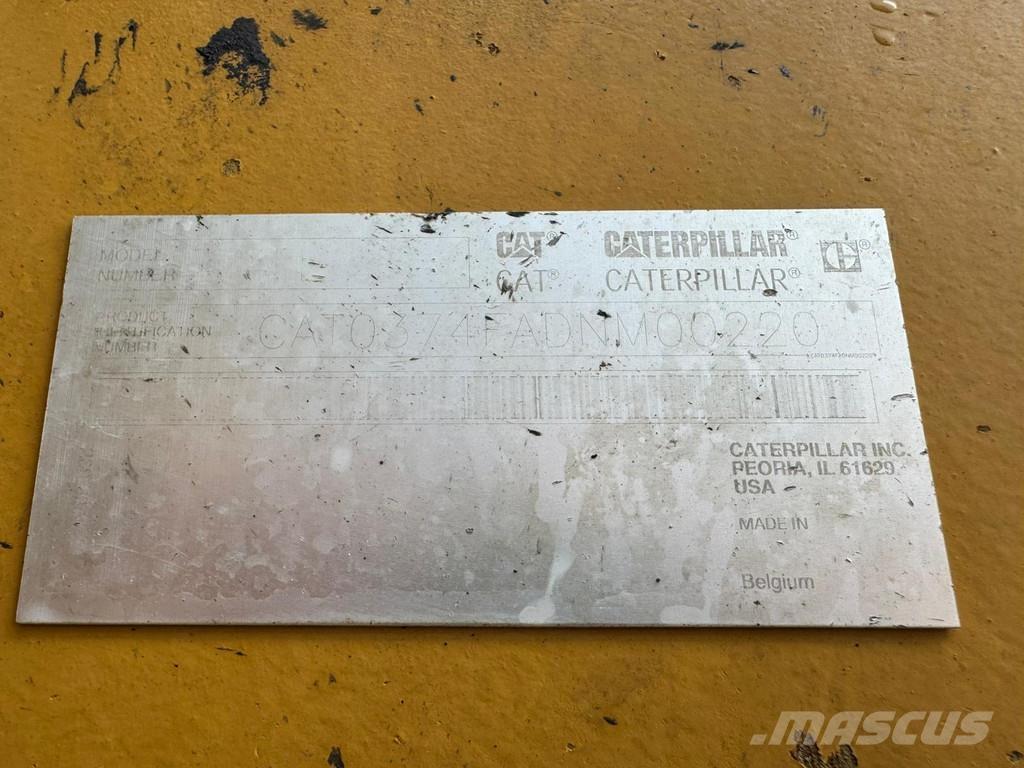 MODEL
NUMBER
CAT® CATERPILLAR®
CAT® CATERPILLAR®
PRODUCT
IDENTIFICATION
NUMBER
CAT0374FADNM00220
*CAT0374FADNM00220*
CATERPILLAR INC.
PEORIA, IL 61629
USA
MADE IN
Belgium
MASCUS